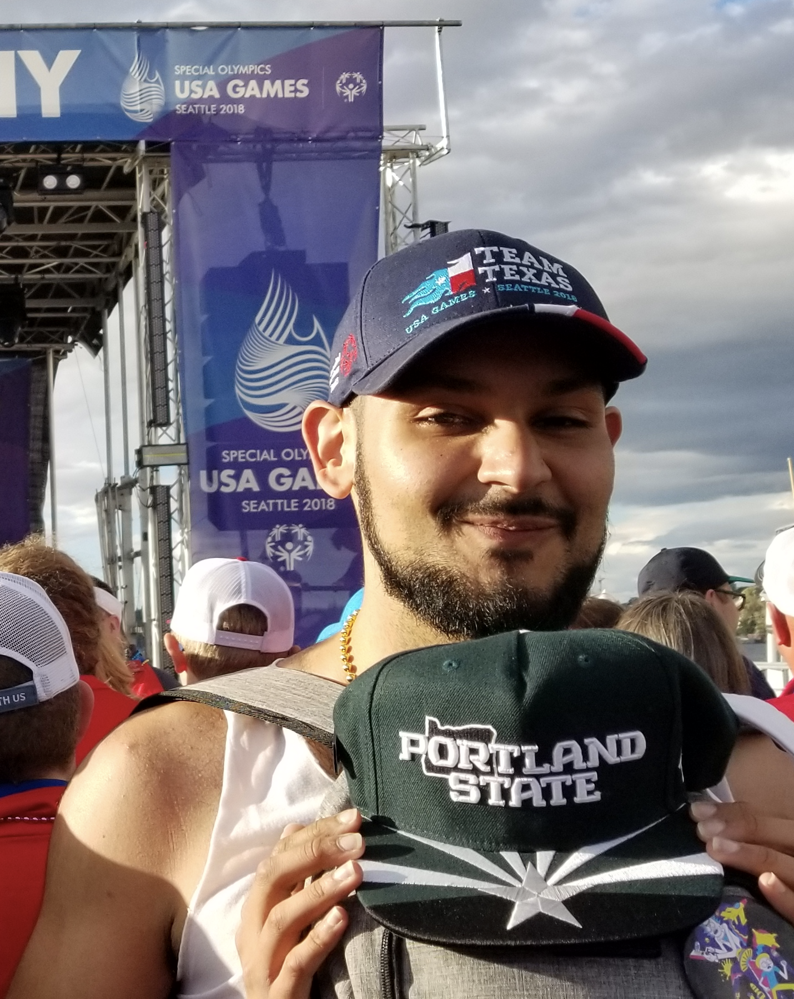 NY
SPECIAL OLYMPICS
USA GAMES
SEATTLE 2018
TEAM
TEXAS
SEATTLE 2018
USA GAMES
SPECIAL OLY
USA GA
SEATTLE 2018
TH US
PORTLAND
STATE